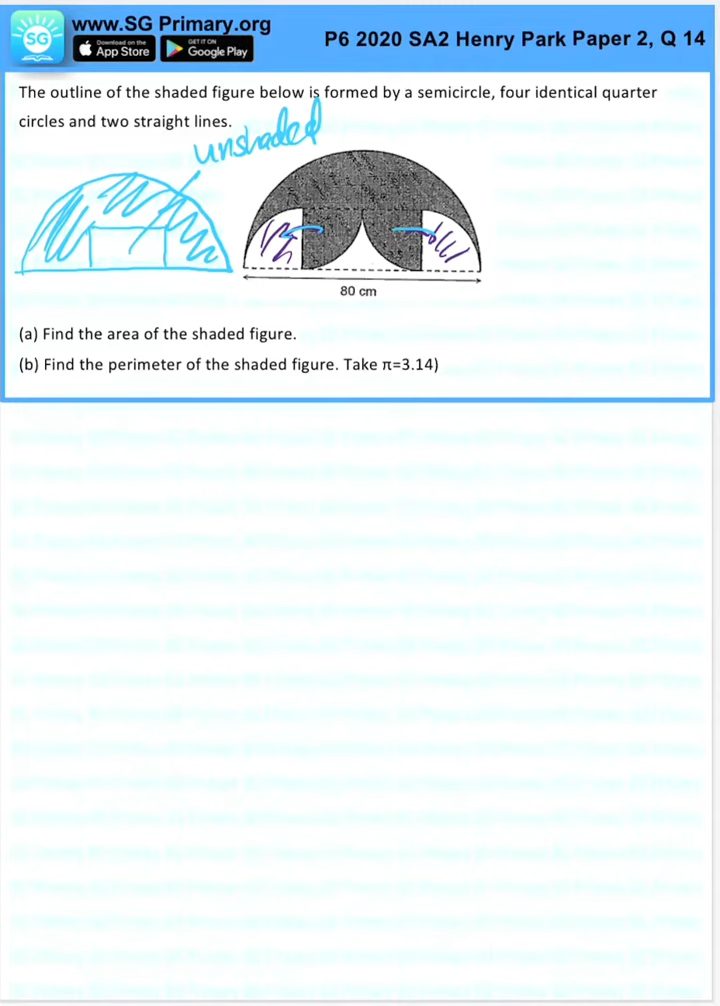 www.SG Primary.org
SG
Download on the
App Store
GET IT ON
Google Play
P6 2020 SA2 Henry Park Paper 2, Q 14
The outline of the shaded figure below is formed by a semicircle, four identical quarter
circles and two straight lines.
unshaded
80 cm
(a) Find the area of the shaded figure.
(b) Find the perimeter of the shaded figure. Take π=3.14)